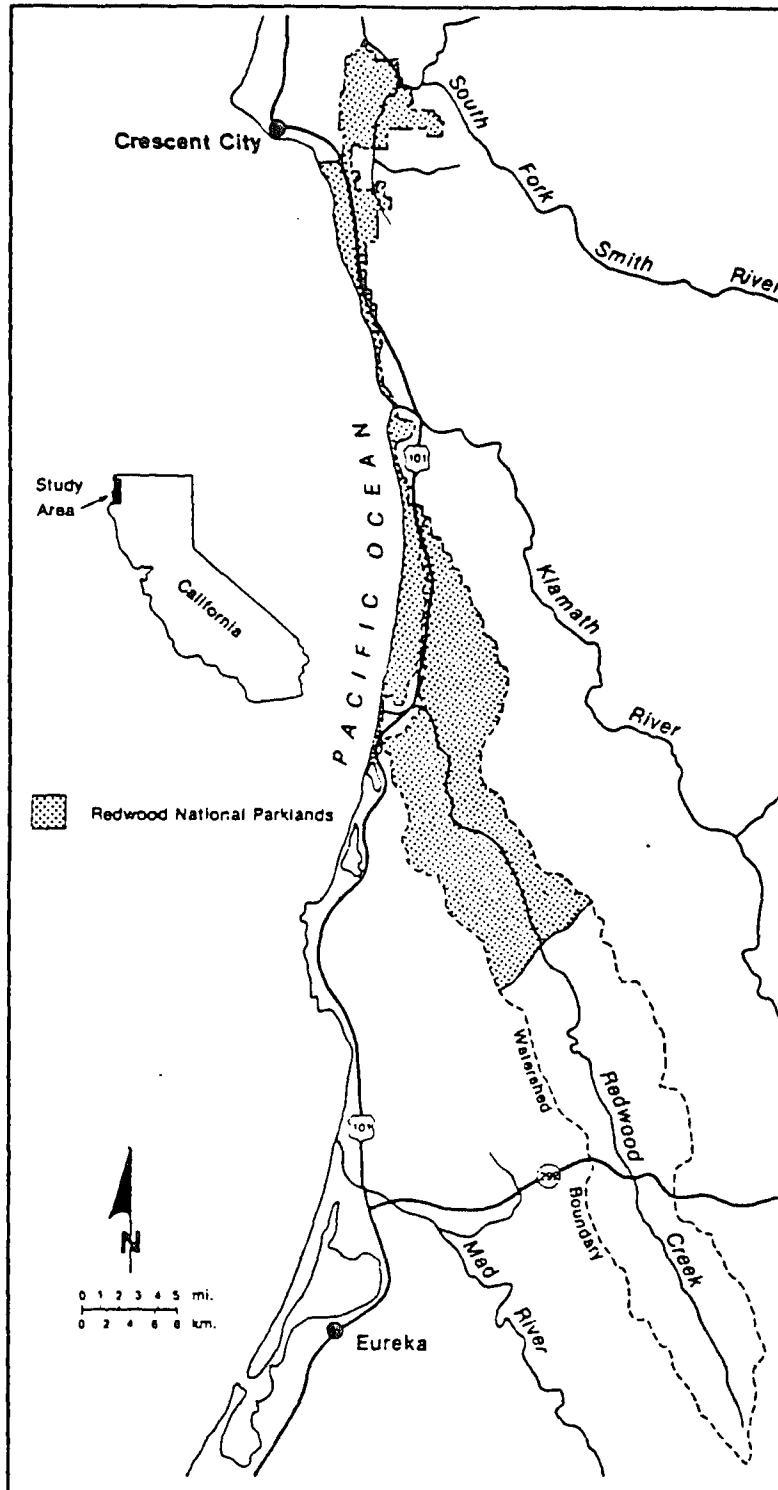 Crescent City
South Fork Smith River
101
PACIFIC OCEAN
Study
Area
California
Klamath River
Redwood National Parklands
Watershed Boundary
Redwood Creek
101
299
Mad River
N
0 1 2 3 4 5 mi.
0 2 4 6 8 km.
Eureka